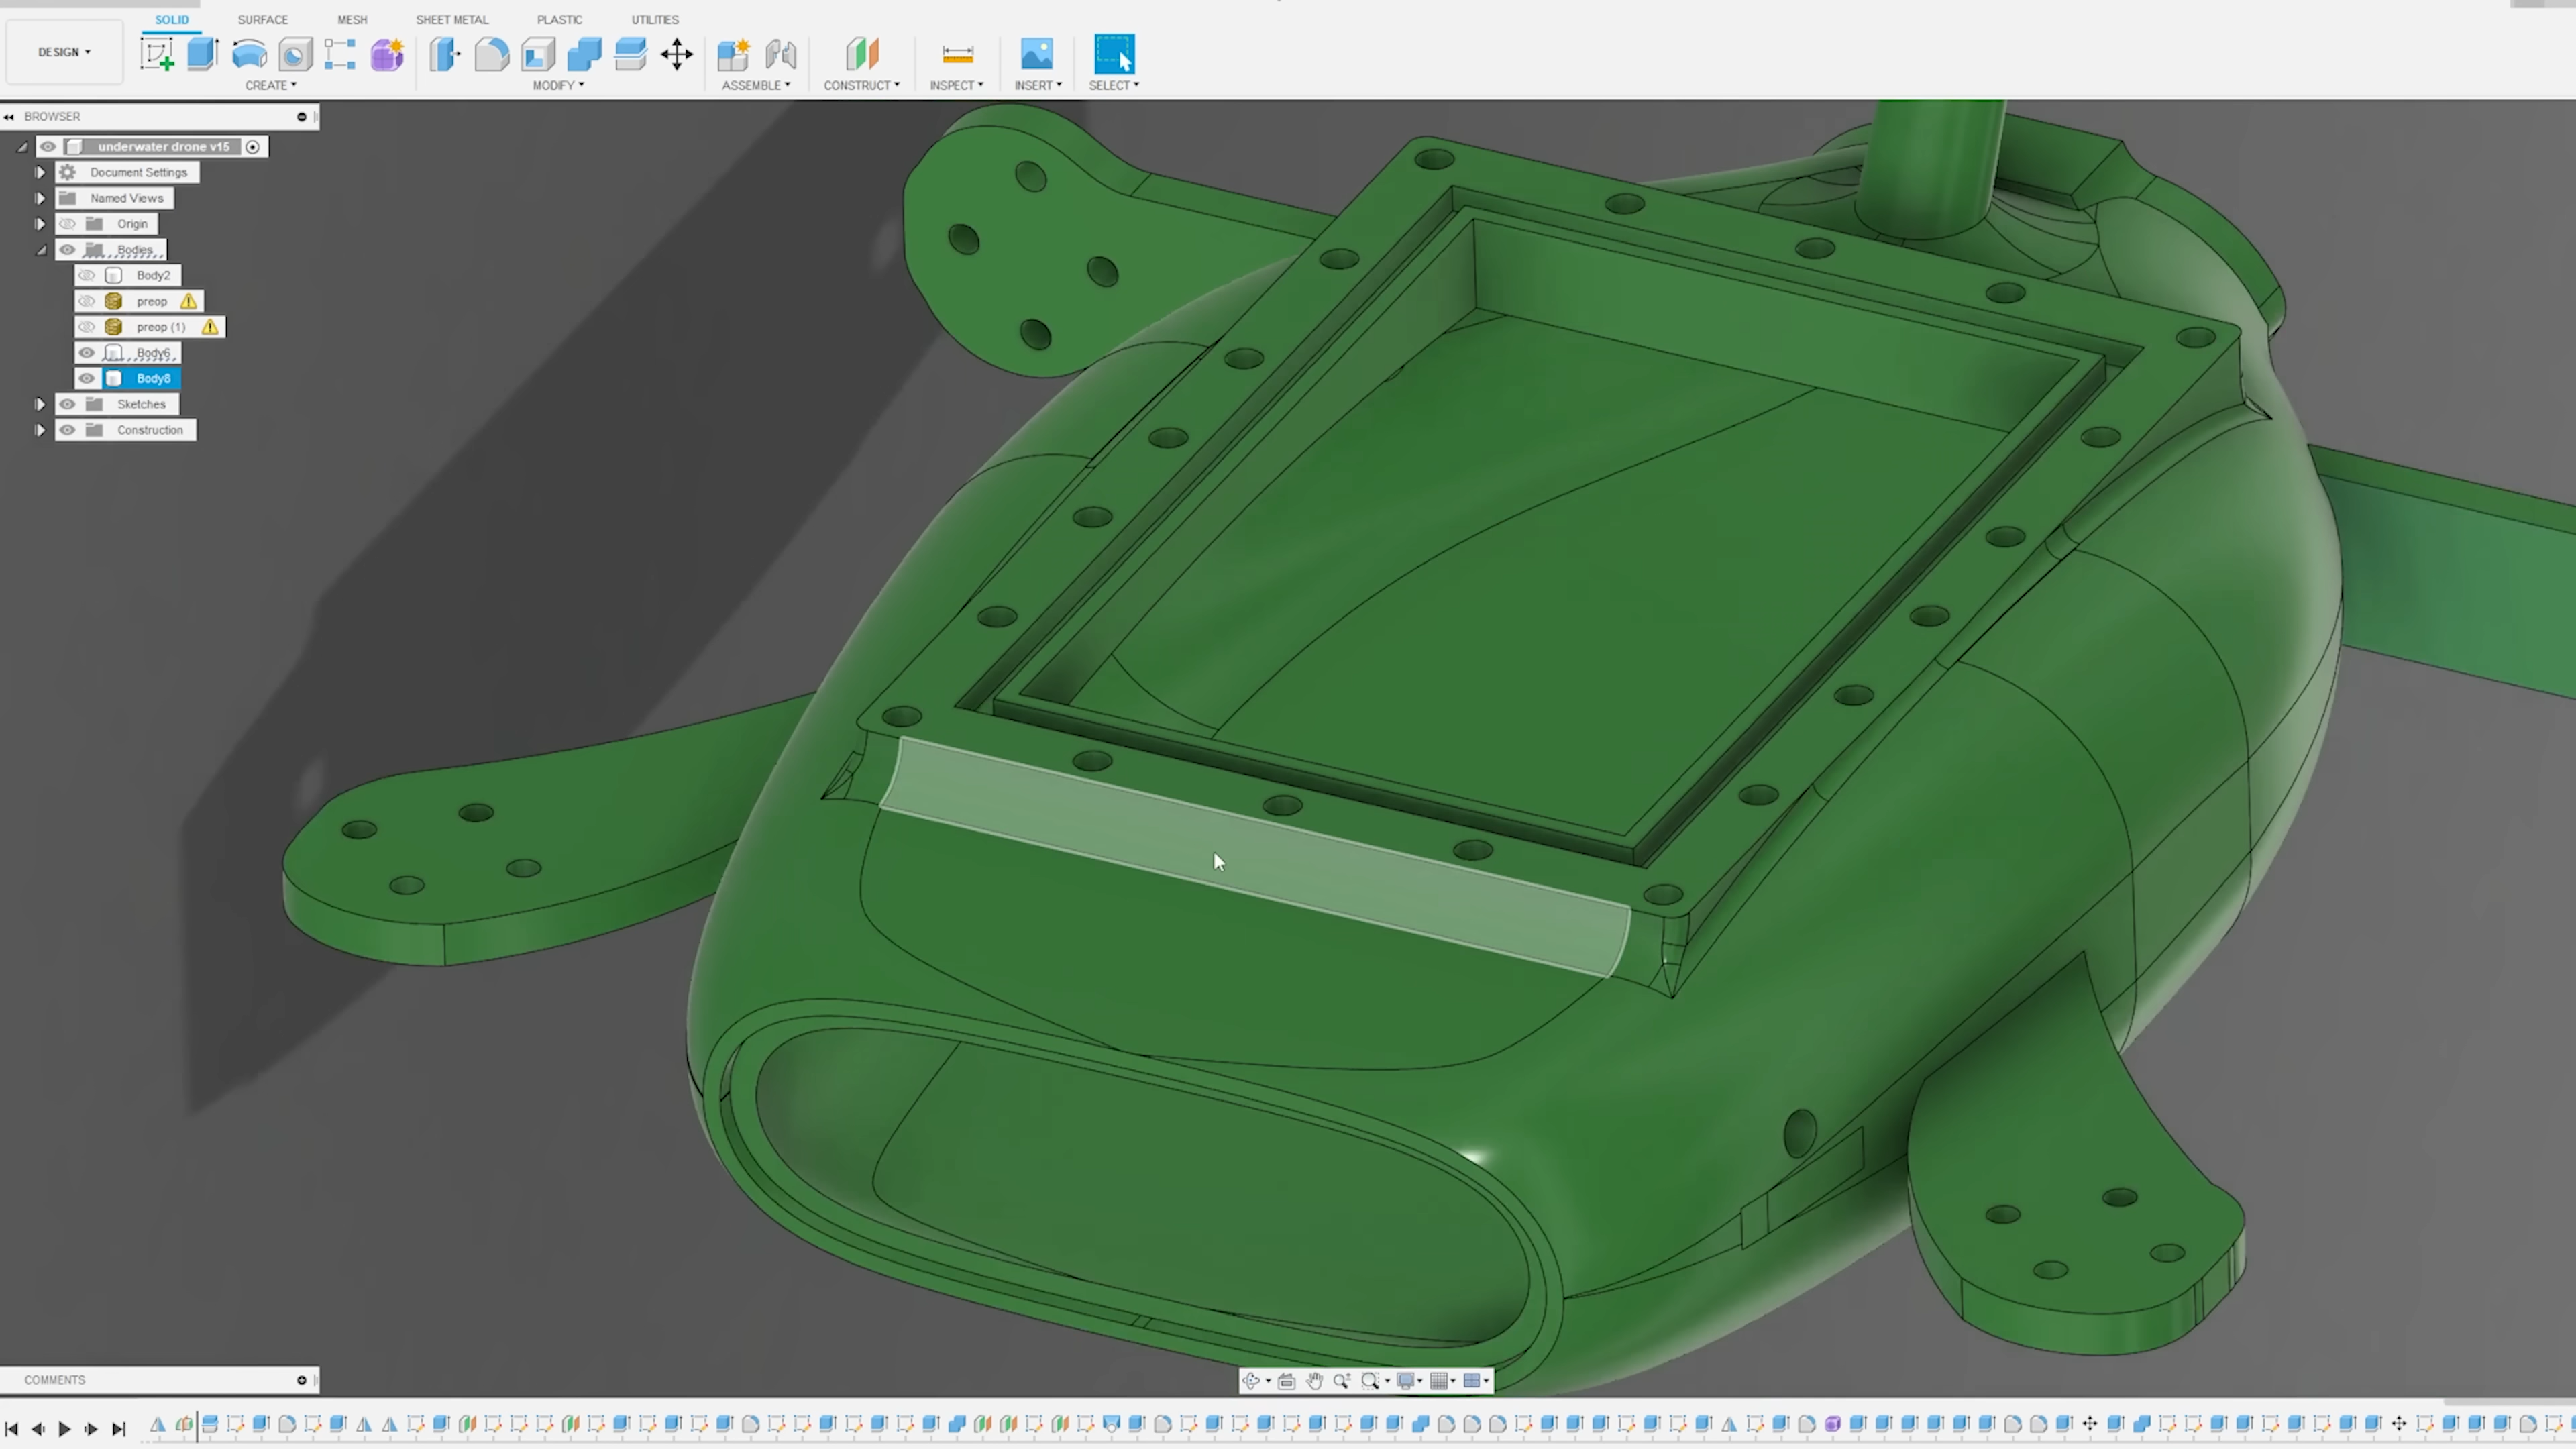 SOLID SURFACE MESH SHEET METAL PLASTIC UTILITIES
DESIGN
CREATE MODIFY ASSEMBLE CONSTRUCT INSPECT INSERT SELECT
BROWSER
underwater drone v15
Document Settings
Named Views
Origin
Bodies
Body2
preop
preop (1)
Body6
Body8
Sketches
Construction
COMMENTS